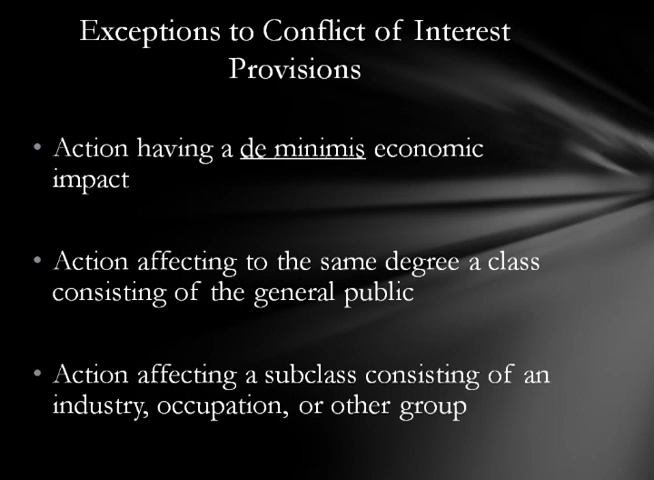 Exceptions to Conflict of Interest
Provisions
• Action having a de minimis economic
impact
• Action affecting to the same degree a class
consisting of the general public
• Action affecting a subclass consisting of an
industry, occupation, or other group